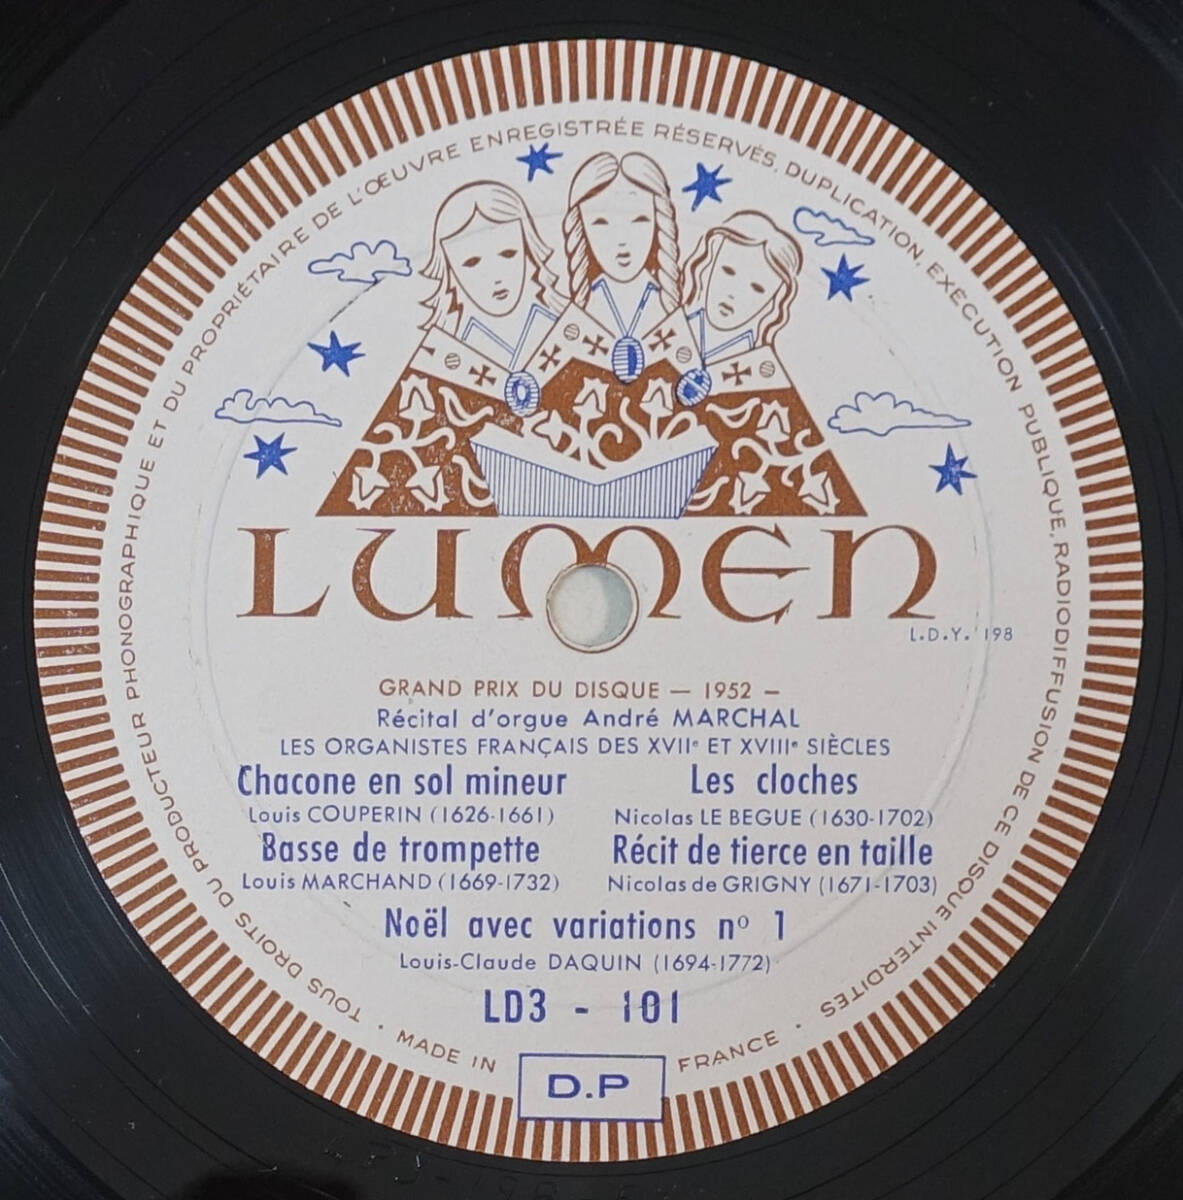 TOUS DROITS DU PRODUCTEUR PHONOGRAPHIQUE ET DU PROPRIÉTAIRE DE L'ŒUVRE ENREGISTRÉE RÉSERVÉS. DUPLICATION, EXÉCUTION PUBLIQUE, RADIODIFFUSION DE CE DISQUE INTERDITES
LUMEN
L.D.Y. 198
GRAND PRIX DU DISQUE — 1952 —
Récital d'orgue André MARCHAL
LES ORGANISTES FRANÇAIS DES XVIIe ET XVIIIe SIÈCLES
Chacone en sol mineur
Louis COUPERIN (1626-1661)
Les cloches
Nicolas LE BEGUE (1630-1702)
Basse de trompette
Louis MARCHAND (1669-1732)
Récit de tierce en taille
Nicolas de GRIGNY (1671-1703)
Noël avec variations no 1
Louis-Claude DAQUIN (1694-1772)
LD3 - 101
MADE IN FRANCE
D.P